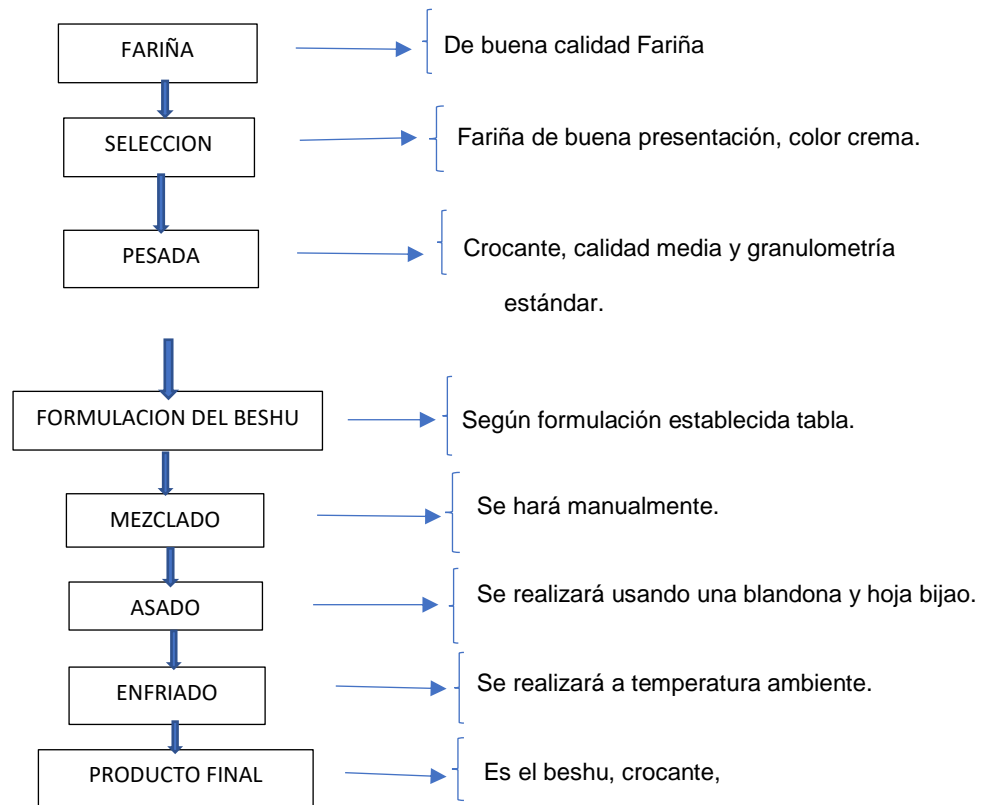 FARIÑA
De buena calidad Fariña
SELECCION
Fariña de buena presentación, color crema.
PESADA
Crocante, calidad media y granulometría
estándar.
FORMULACION DEL BESHU
Según formulación establecida tabla.
MEZCLADO
Se hará manualmente.
ASADO
Se realizará usando una blandona y hoja bijao.
ENFRIADO
Se realizará a temperatura ambiente.
PRODUCTO FINAL
Es el beshu, crocante,